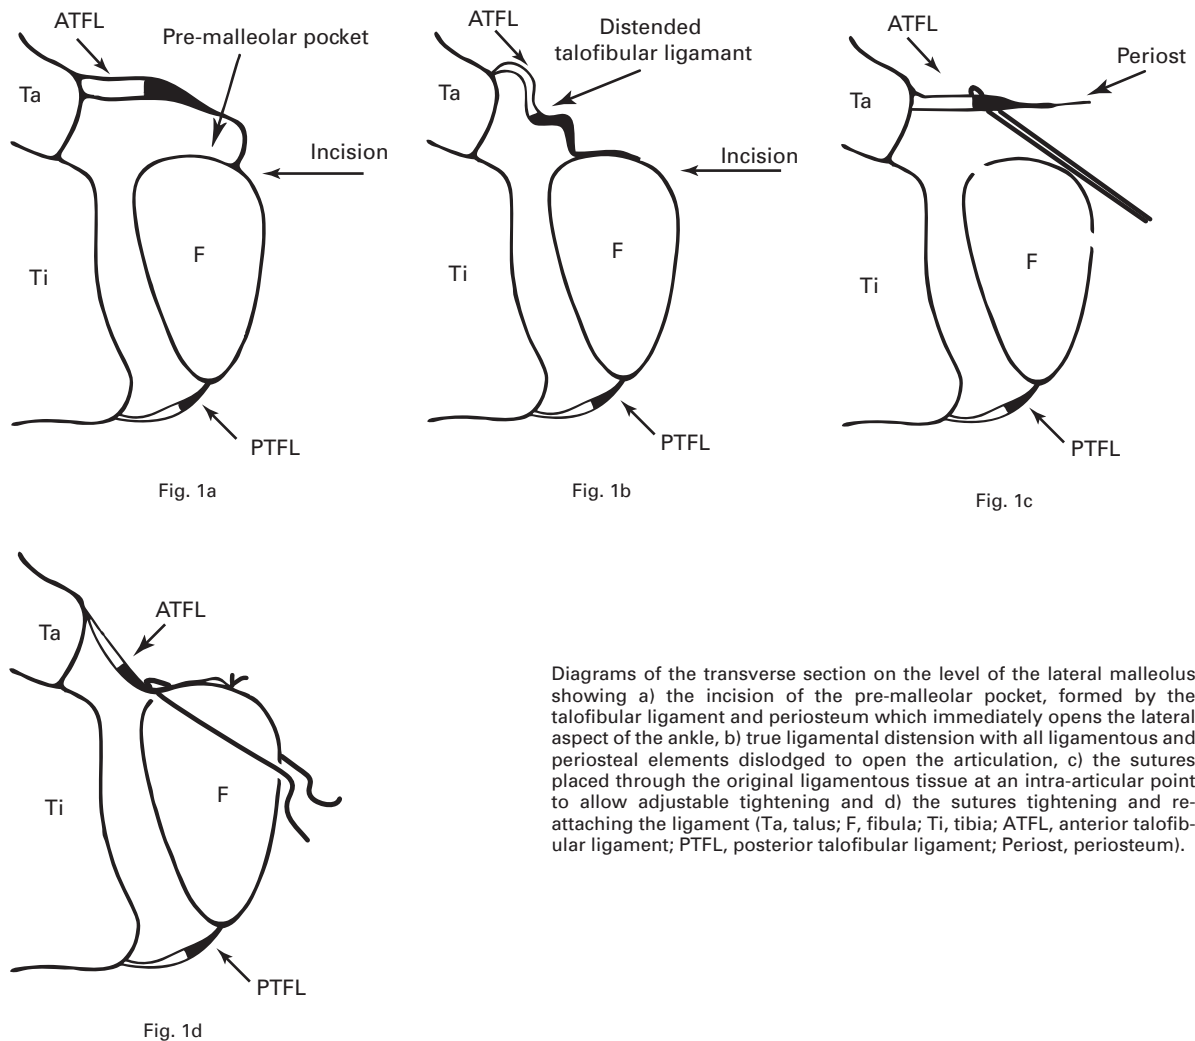 ATFL
Pre-malleolar pocket
Ta
Incision
F
Ti
PTFL
Fig. 1a
ATFL
Distended
talofibular ligamant
Ta
Incision
F
Ti
PTFL
Fig. 1b
ATFL
Periost
Ta
F
Ti
PTFL
Fig. 1c
ATFL
Ta
F
Ti
PTFL
Fig. 1d
Diagrams of the transverse section on the level of the lateral malleolus
showing a) the incision of the pre-malleolar pocket, formed by the
talofibular ligament and periosteum which immediately opens the lateral
aspect of the ankle, b) true ligamental distension with all ligamentous and
periosteal elements dislodged to open the articulation, c) the sutures
placed through the original ligamentous tissue at an intra-articular point
to allow adjustable tightening and d) the sutures tightening and re-
attaching the ligament (Ta, talus; F, fibula; Ti, tibia; ATFL, anterior talofib-
ular ligament; PTFL, posterior talofibular ligament; Periost, periosteum).